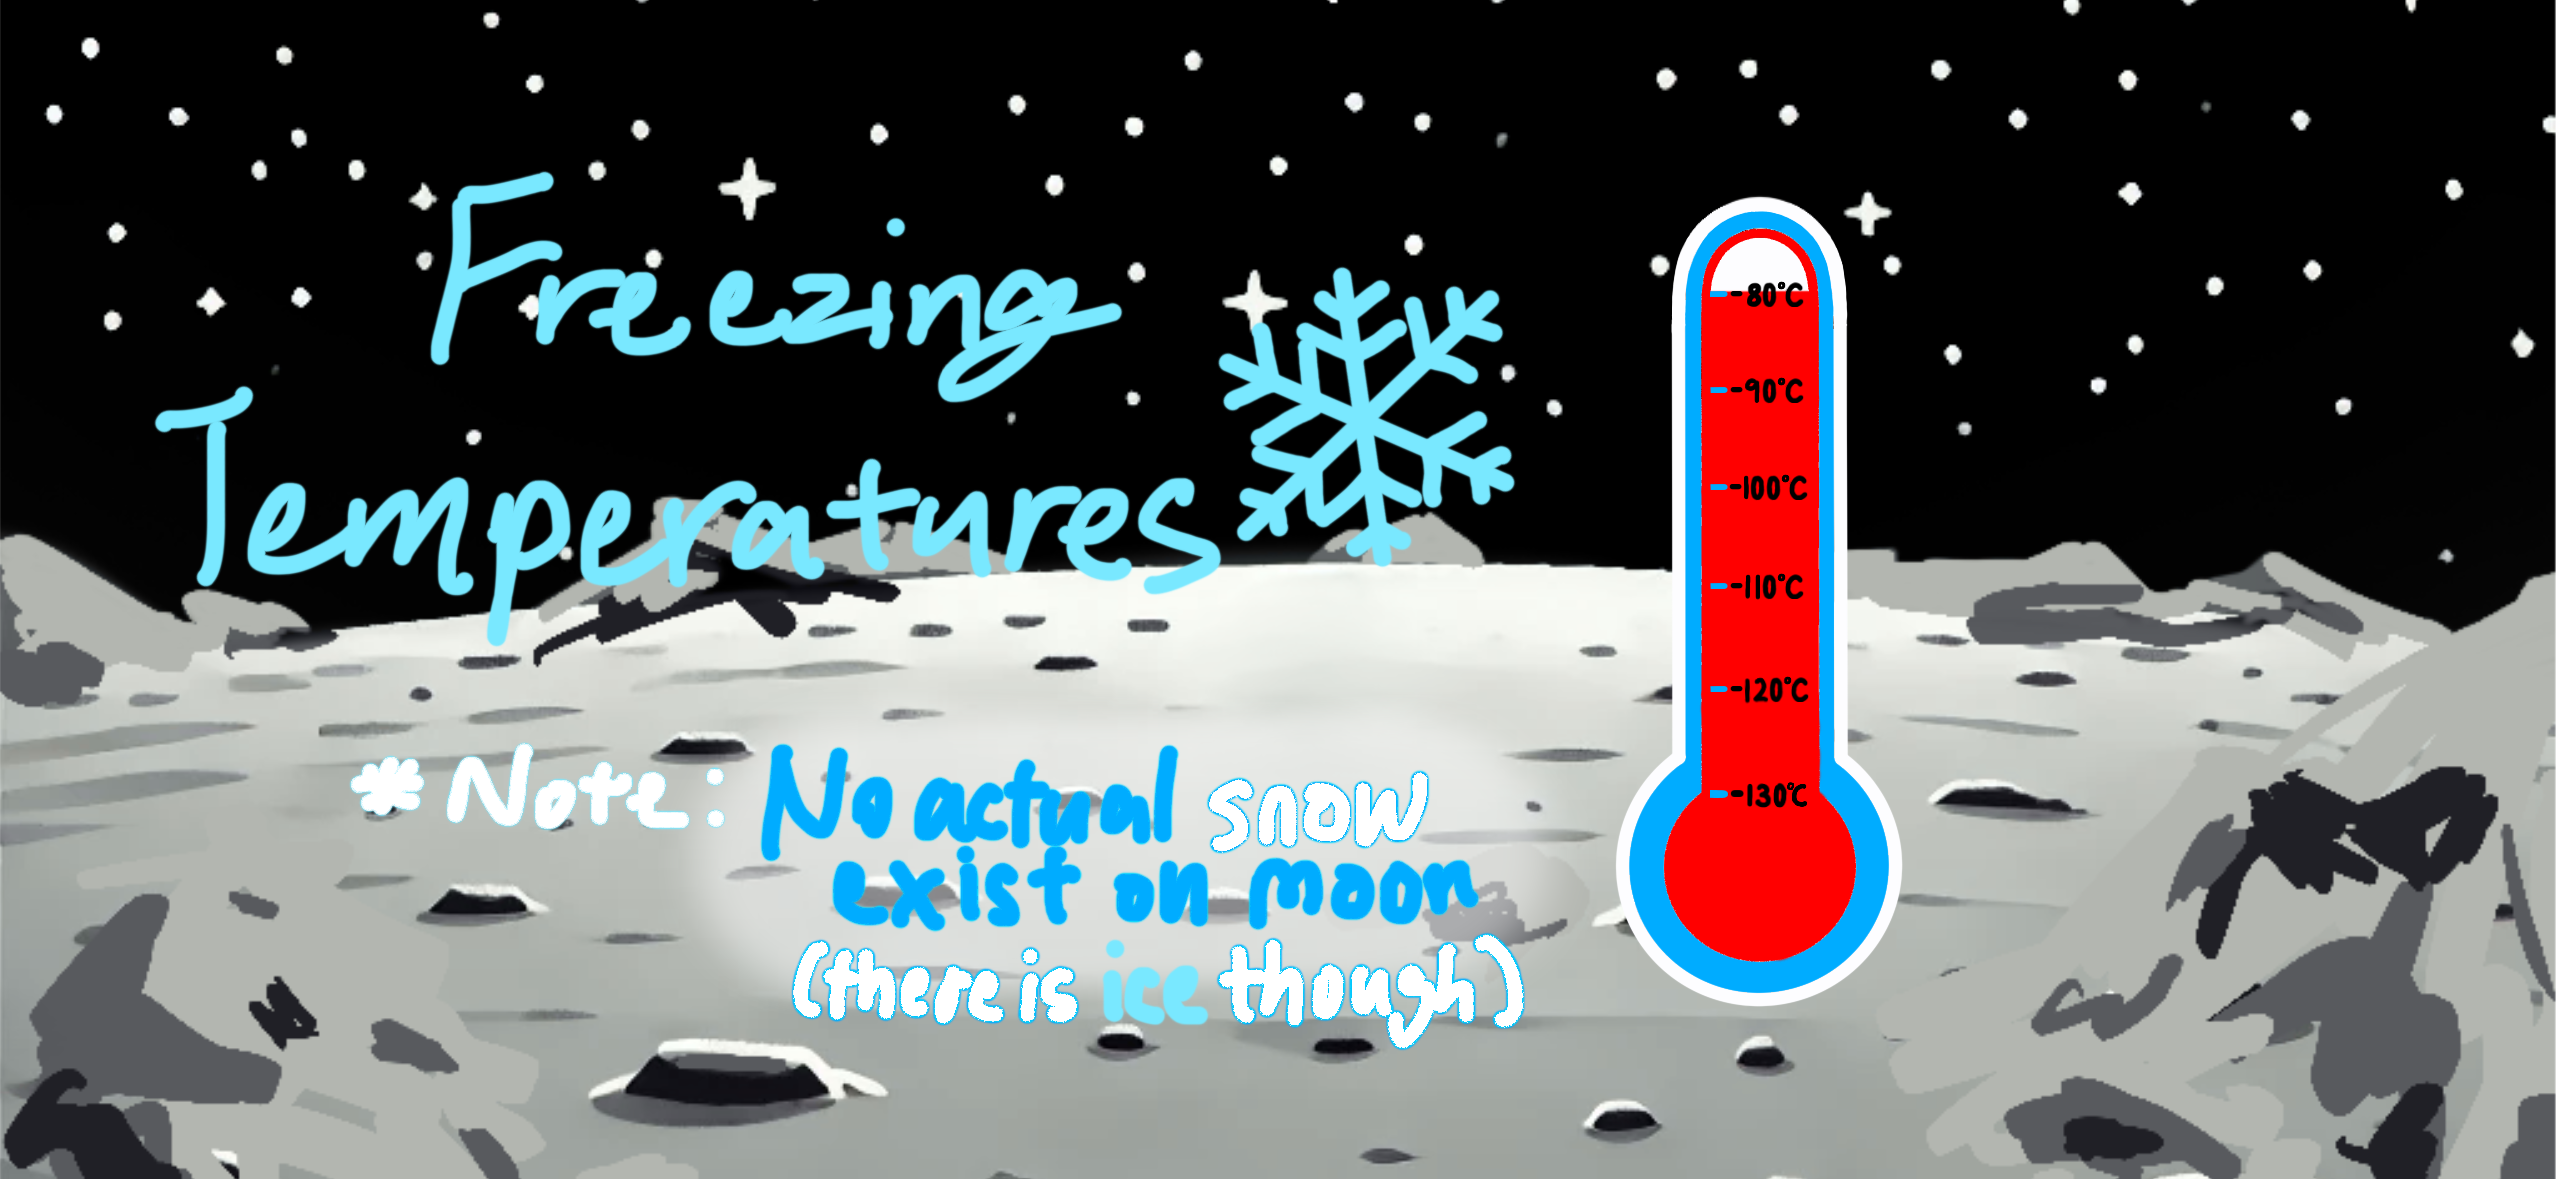 Freezing
Temperatures
* Note: No actual snow
exist on moon
(there is ice though)
-80°C
-90°C
-100°C
-110°C
-120°C
-130°C